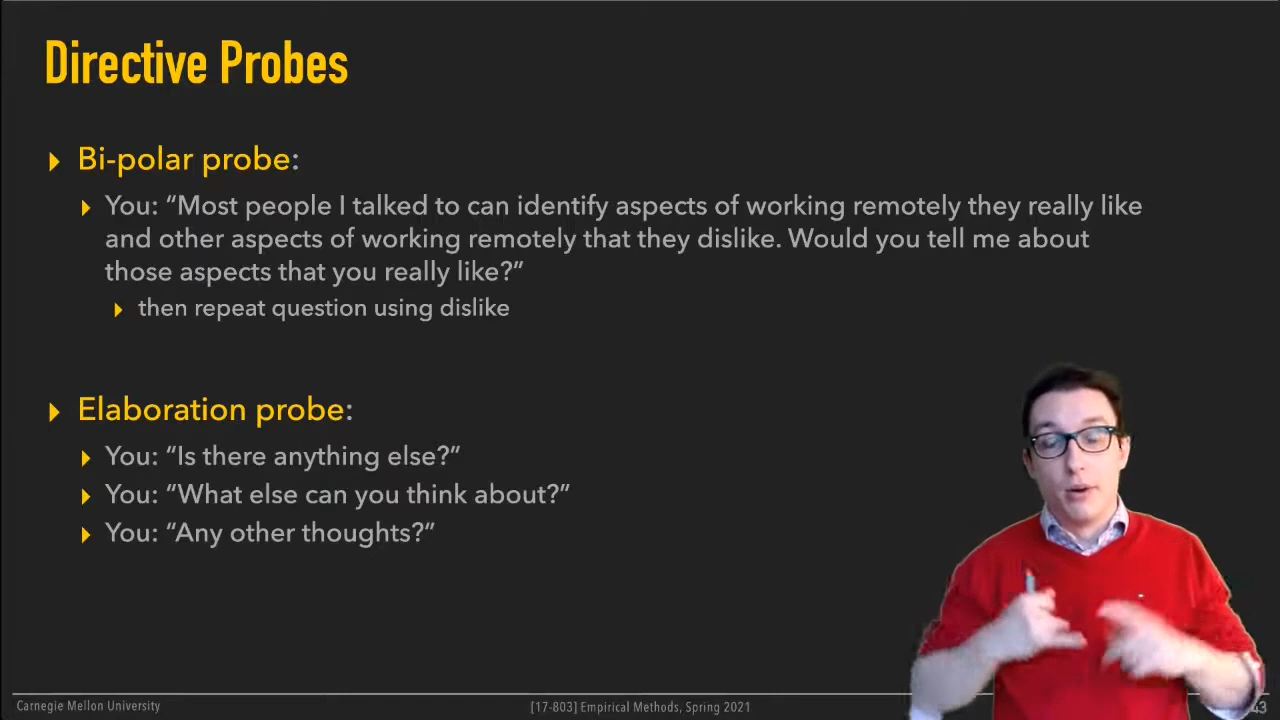 Directive Probes
Bi-polar probe:
You: “Most people I talked to can identify aspects of working remotely they really like
and other aspects of working remotely that they dislike. Would you tell me about
those aspects that you really like?”
then repeat question using dislike
Elaboration probe:
You: “Is there anything else?”
You: “What else can you think about?”
You: “Any other thoughts?”
Carnegie Mellon University
[17-803] Empirical Methods, Spring 2021
43